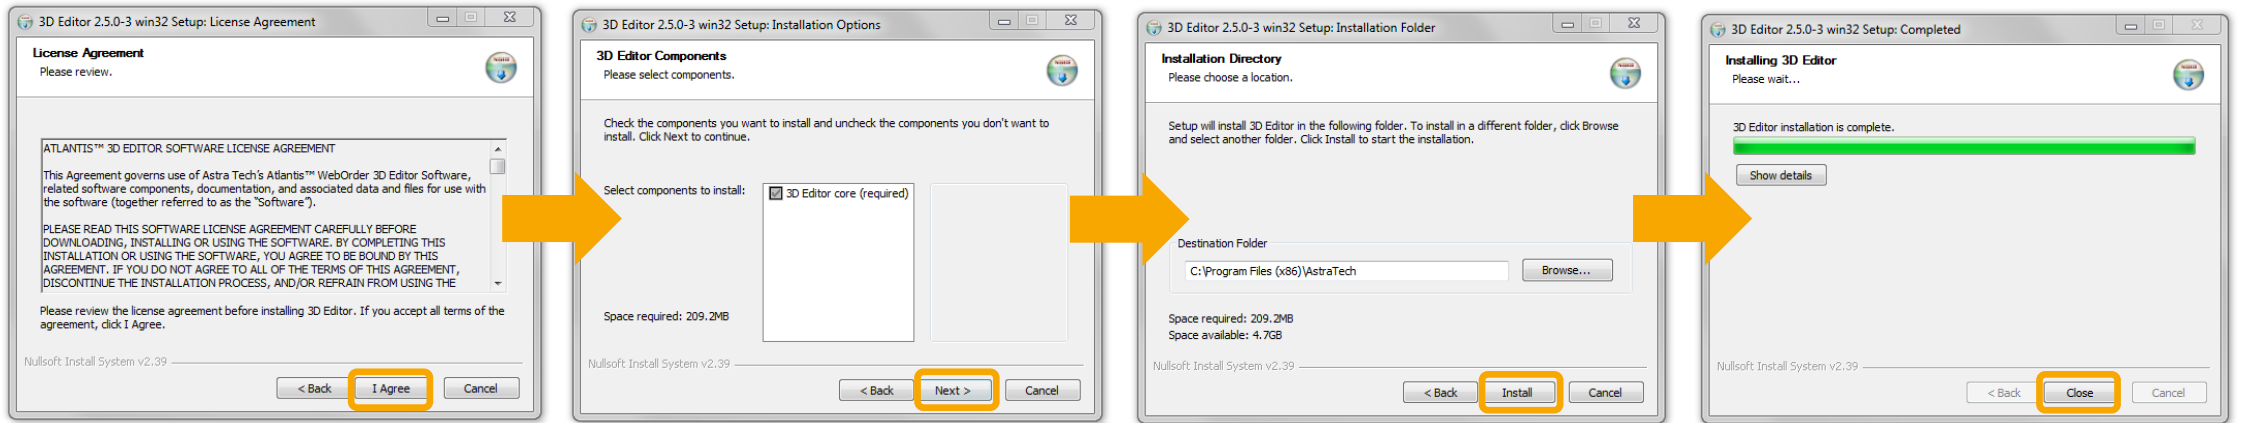 3D Editor 2.5.0-3 win32 Setup: License Agreement
License Agreement
Please review.
ATLANTIS™ 3D EDITOR SOFTWARE LICENSE AGREEMENT
This Agreement governs use of Astra Tech's Atlantis™ WebOrder 3D Editor Software,
related software components, documentation, and associated data and files for use with
the software (together referred to as the "Software").
PLEASE READ THIS SOFTWARE LICENSE AGREEMENT CAREFULLY BEFORE
DOWNLOADING, INSTALLING OR USING THE SOFTWARE. BY COMPLETING THIS
INSTALLATION OR USING THE SOFTWARE, YOU AGREE TO BE BOUND BY THIS
AGREEMENT. IF YOU DO NOT AGREE TO ALL OF THE TERMS OF THIS AGREEMENT,
DISCONTINUE THE INSTALLATION PROCESS, AND/OR REFRAIN FROM USING THE
Please review the license agreement before installing 3D Editor. If you accept all terms of the
agreement, click I Agree.
Nullsoft Install System v2.39
< Back
I Agree
Cancel
3D Editor 2.5.0-3 win32 Setup: Installation Options
3D Editor Components
Please select components.
Check the components you want to install and uncheck the components you don't want to
install. Click Next to continue.
Select components to install:
3D Editor core (required)
Space required: 209.2MB
Nullsoft Install System v2.39
< Back
Next >
Cancel
3D Editor 2.5.0-3 win32 Setup: Installation Folder
Installation Directory
Please choose a location.
Setup will install 3D Editor in the following folder. To install in a different folder, click Browse
and select another folder. Click Install to start the installation.
Destination Folder
C:\Program Files (x86)\AstraTech
Browse...
Space required: 209.2MB
Space available: 4.7GB
Nullsoft Install System v2.39
< Back
Install
Cancel
3D Editor 2.5.0-3 win32 Setup: Completed
Installing 3D Editor
Please wait...
3D Editor installation is complete.
Show details
Nullsoft Install System v2.39
< Back
Close
Cancel